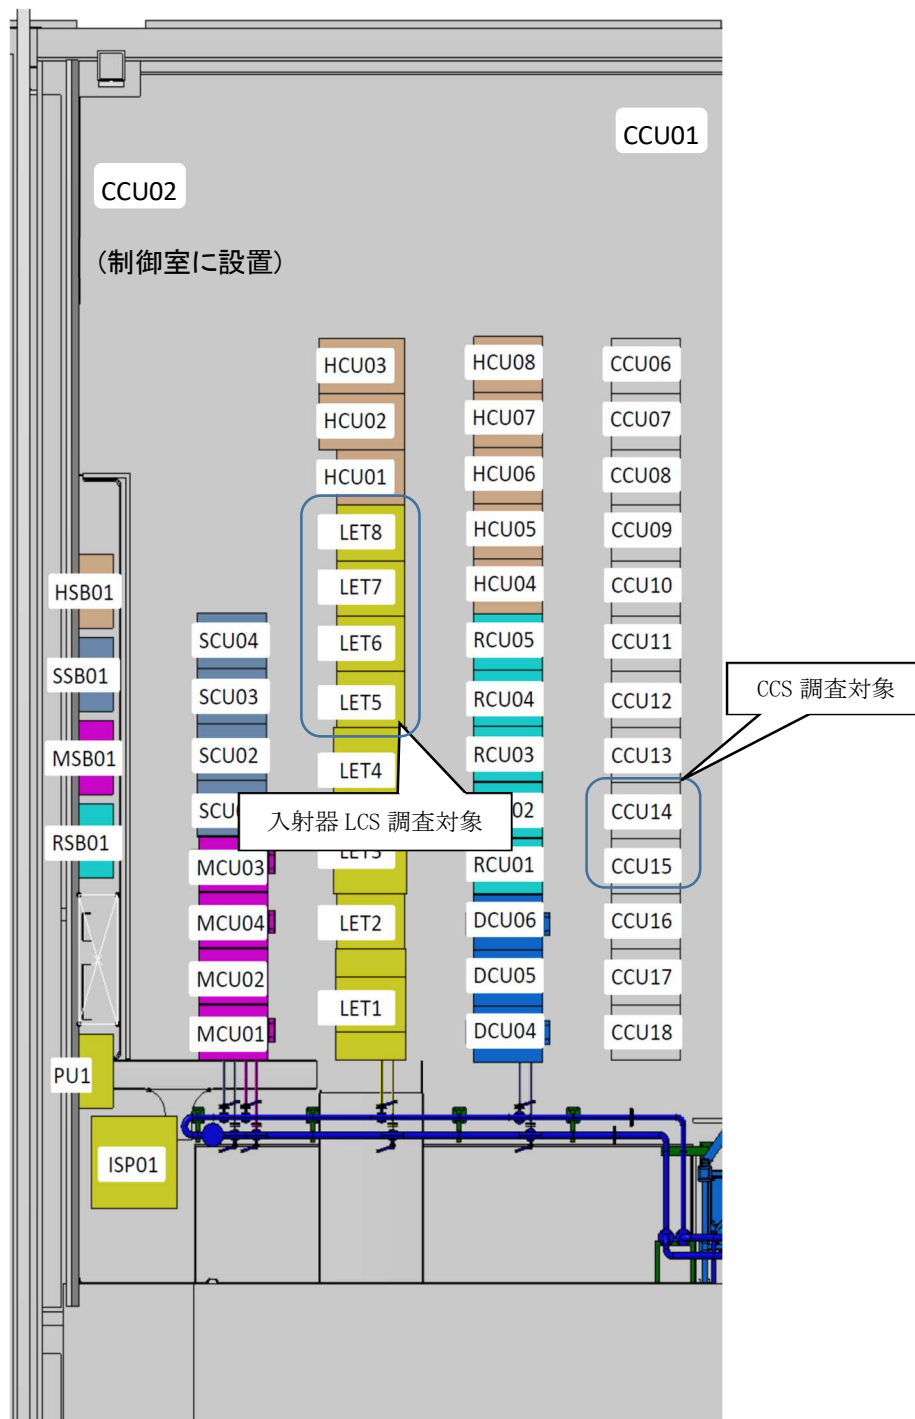 CCU01
CCU02
(制御室に設置)
HCU03
HCU02
HCU01
LET8
LET7
LET6
LET5
LET4
LET2
LET1
HCU08
HCU07
HCU06
HCU05
HCU04
RCU05
RCU04
RCU03
RCU01
DCU06
DCU05
DCU04
CCU06
CCU07
CCU08
CCU09
CCU10
CCU11
CCU12
CCU13
CCU14
CCU15
CCU16
CCU17
CCU18
HSB01
SSB01
MSB01
RSB01
SCU04
SCU03
SCU02
MCU03
MCU04
MCU02
MCU01
PU1
ISP01
CCS 調査対象
入射器 LCS 調査対象